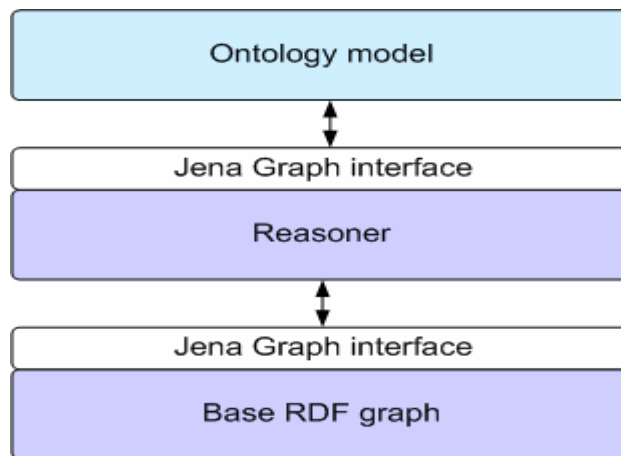 Ontology model
Jena Graph interface
Reasoner
Jena Graph interface
Base RDF graph